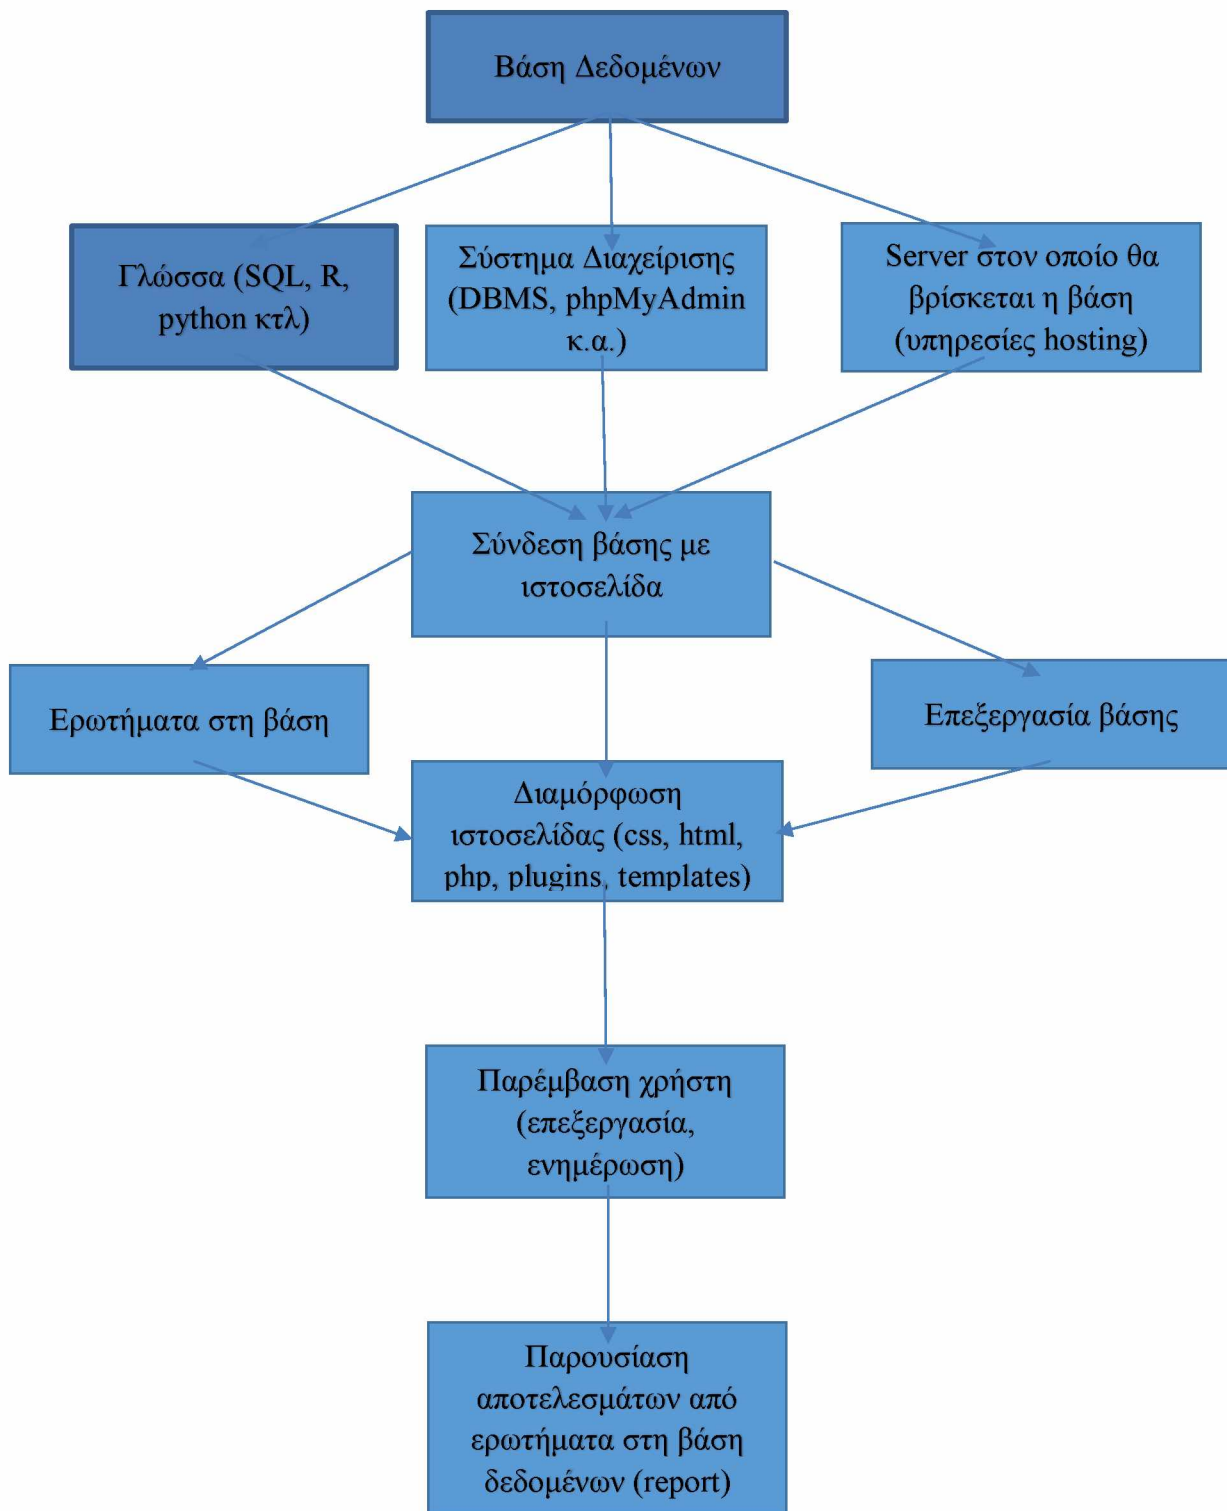 Βάση Δεδομένων
Γλώσσα (SQL, R,
python κτλ)
Σύστημα Διαχείρισης
(DBMS, phpMyAdmin
κ.α.)
Server στον οποίο θα
βρίσκεται η βάση
(υπηρεσίες hosting)
Σύνδεση βάσης με
ιστοσελίδα
Ερωτήματα στη βάση
Επεξεργασία βάσης
Διαμόρφωση
ιστοσελίδας (css, html,
php, plugins, templates)
Παρέμβαση χρήστη
(επεξεργασία,
ενημέρωση)
Παρουσίαση
αποτελεσμάτων από
ερωτήματα στη βάση
δεδομένων (report)